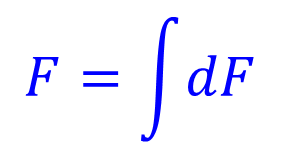 F = ∫ dF